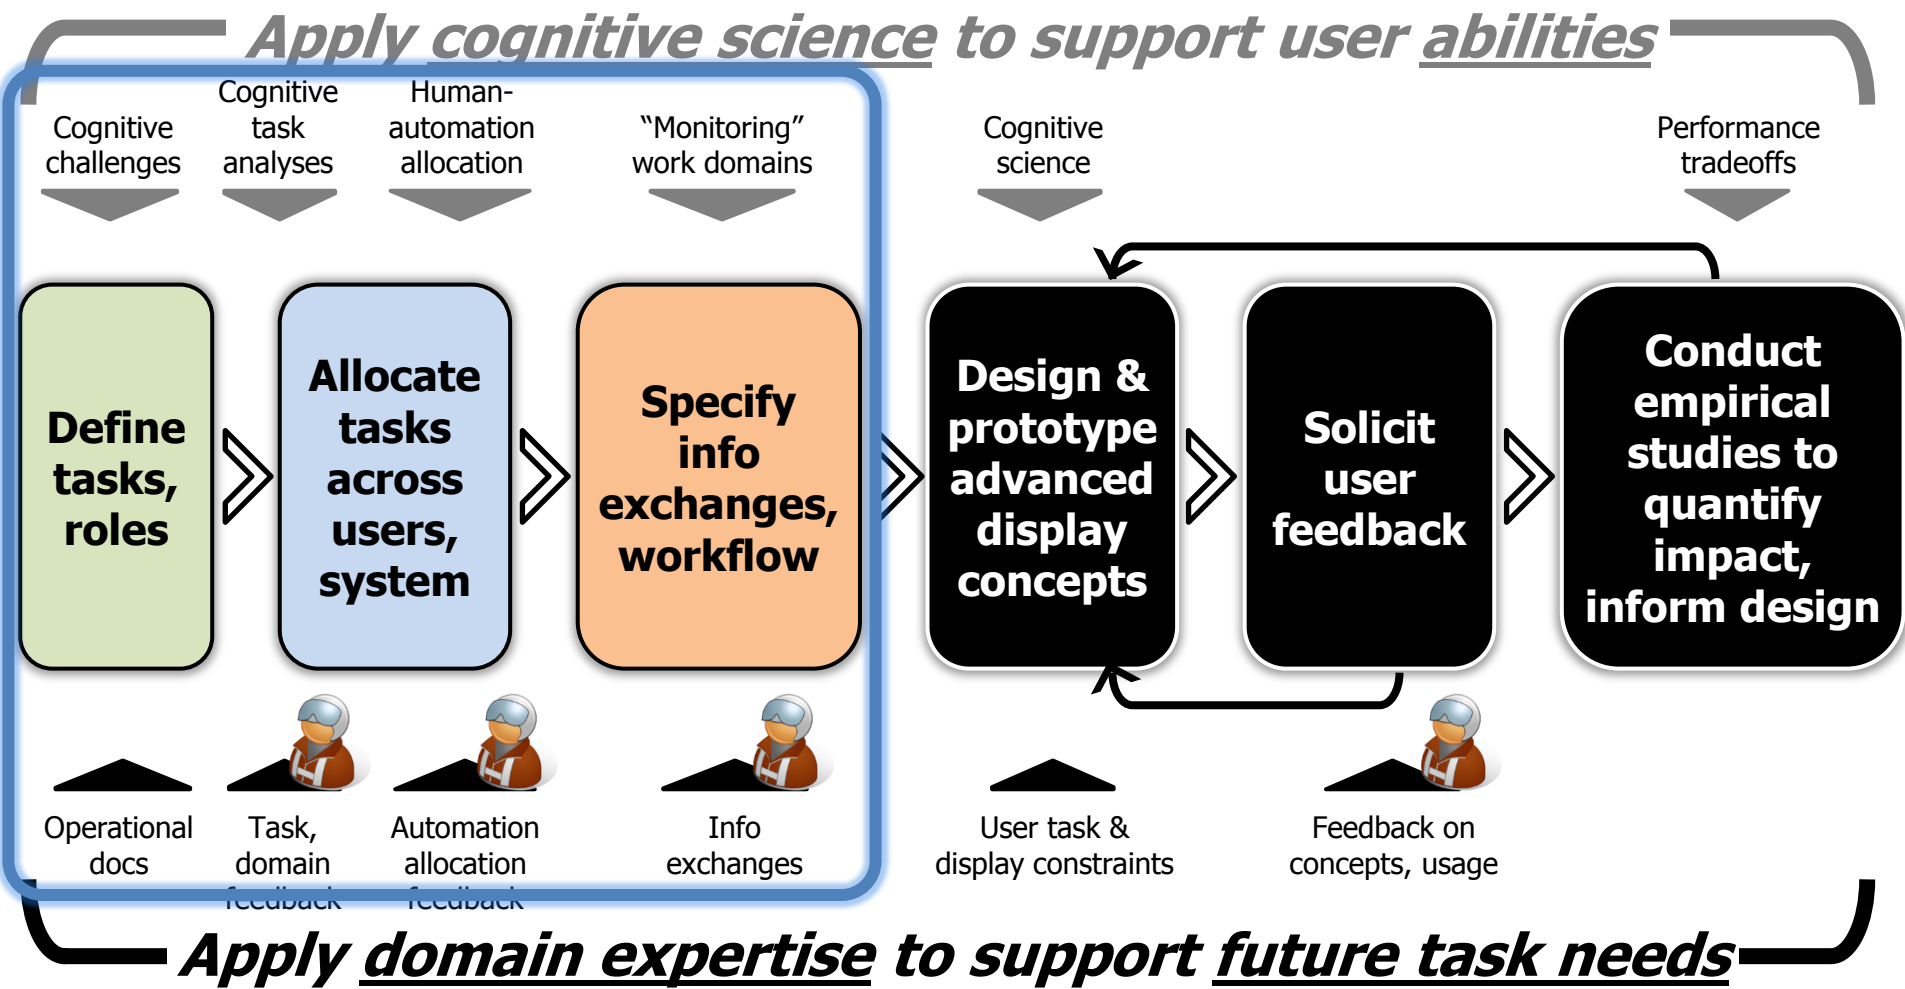 Apply cognitive science to support user abilities
Cognitive
challenges
Cognitive
task
analyses
Human-
automation
allocation
“Monitoring”
work domains
Cognitive
science
Performance
tradeoffs
Define
tasks,
roles
Allocate
tasks
across
users,
system
Specify
info
exchanges,
workflow
Design &
prototype
advanced
display
concepts
Solicit
user
feedback
Conduct
empirical
studies to
quantify
impact,
inform design
Operational
docs
Task,
domain
feedback
Automation
allocation
feedback
Info
exchanges
User task &
display constraints
Feedback on
concepts, usage
Apply domain expertise to support future task needs